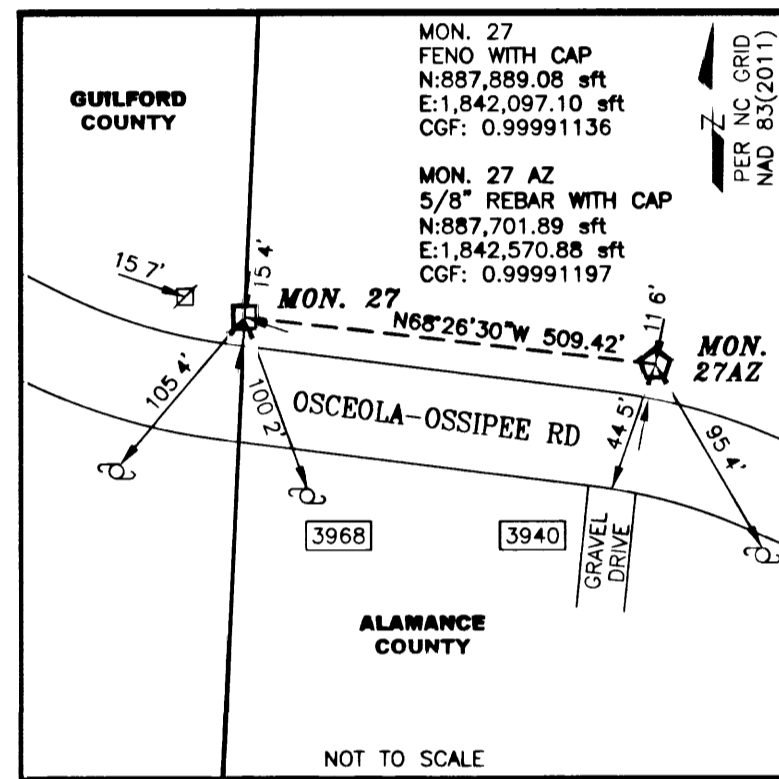 MON. 27
FENO WITH CAP
N:887,889.08 sft
E:1,842,097.10 sft
CGF: 0.99991136
MON. 27 AZ
5/8" REBAR WITH CAP
N:887,701.89 sft
E:1,842,570.88 sft
CGF: 0.99991197
Z
PER NC GRID
NAD 83(2011)
GUILFORD
COUNTY
15 7'
15 4'
MON. 27
N68°26'30"W 509.42'
11 6'
MON.
27AZ
105 4'
100 2'
OSCEOLA-OSSIPEE RD
44 5'
95 4'
3968
3940
GRAVEL
DRIVE
ALAMANCE
COUNTY
NOT TO SCALE